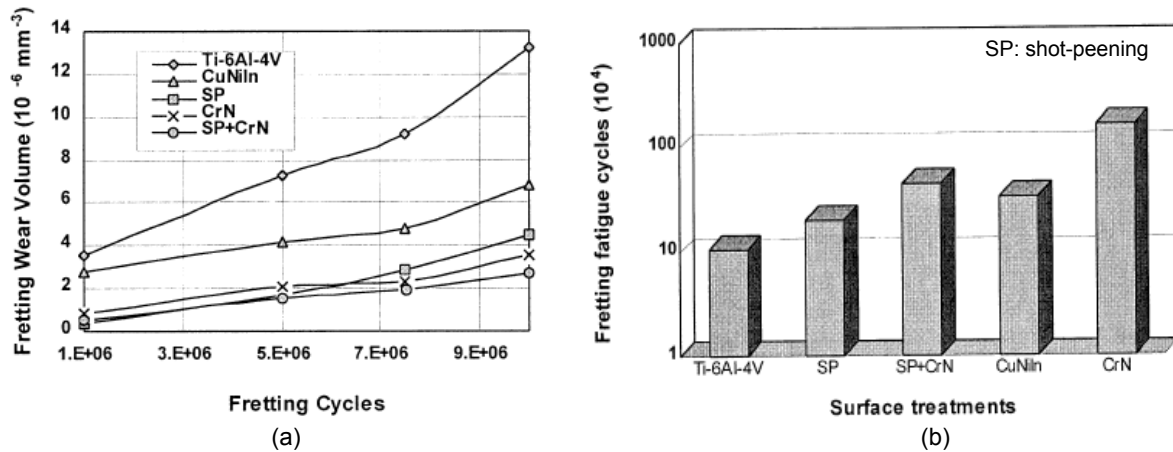 14
12
10
8
6
4
2
0
Fretting Wear Volume (10 -6 mm-3)
Ti-6Al-4V
CuNiIn
SP
CrN
SP+CrN
1.E+06 3.E+06 5.E+06 7.E+06 9.E+06
Fretting Cycles
(a)
1000
100
10
1
Fretting fatigue cycles (10⁴)
SP: shot-peening
Ti-6Al-4V SP SP+CrN CuNiIn CrN
Surface treatments
(b)